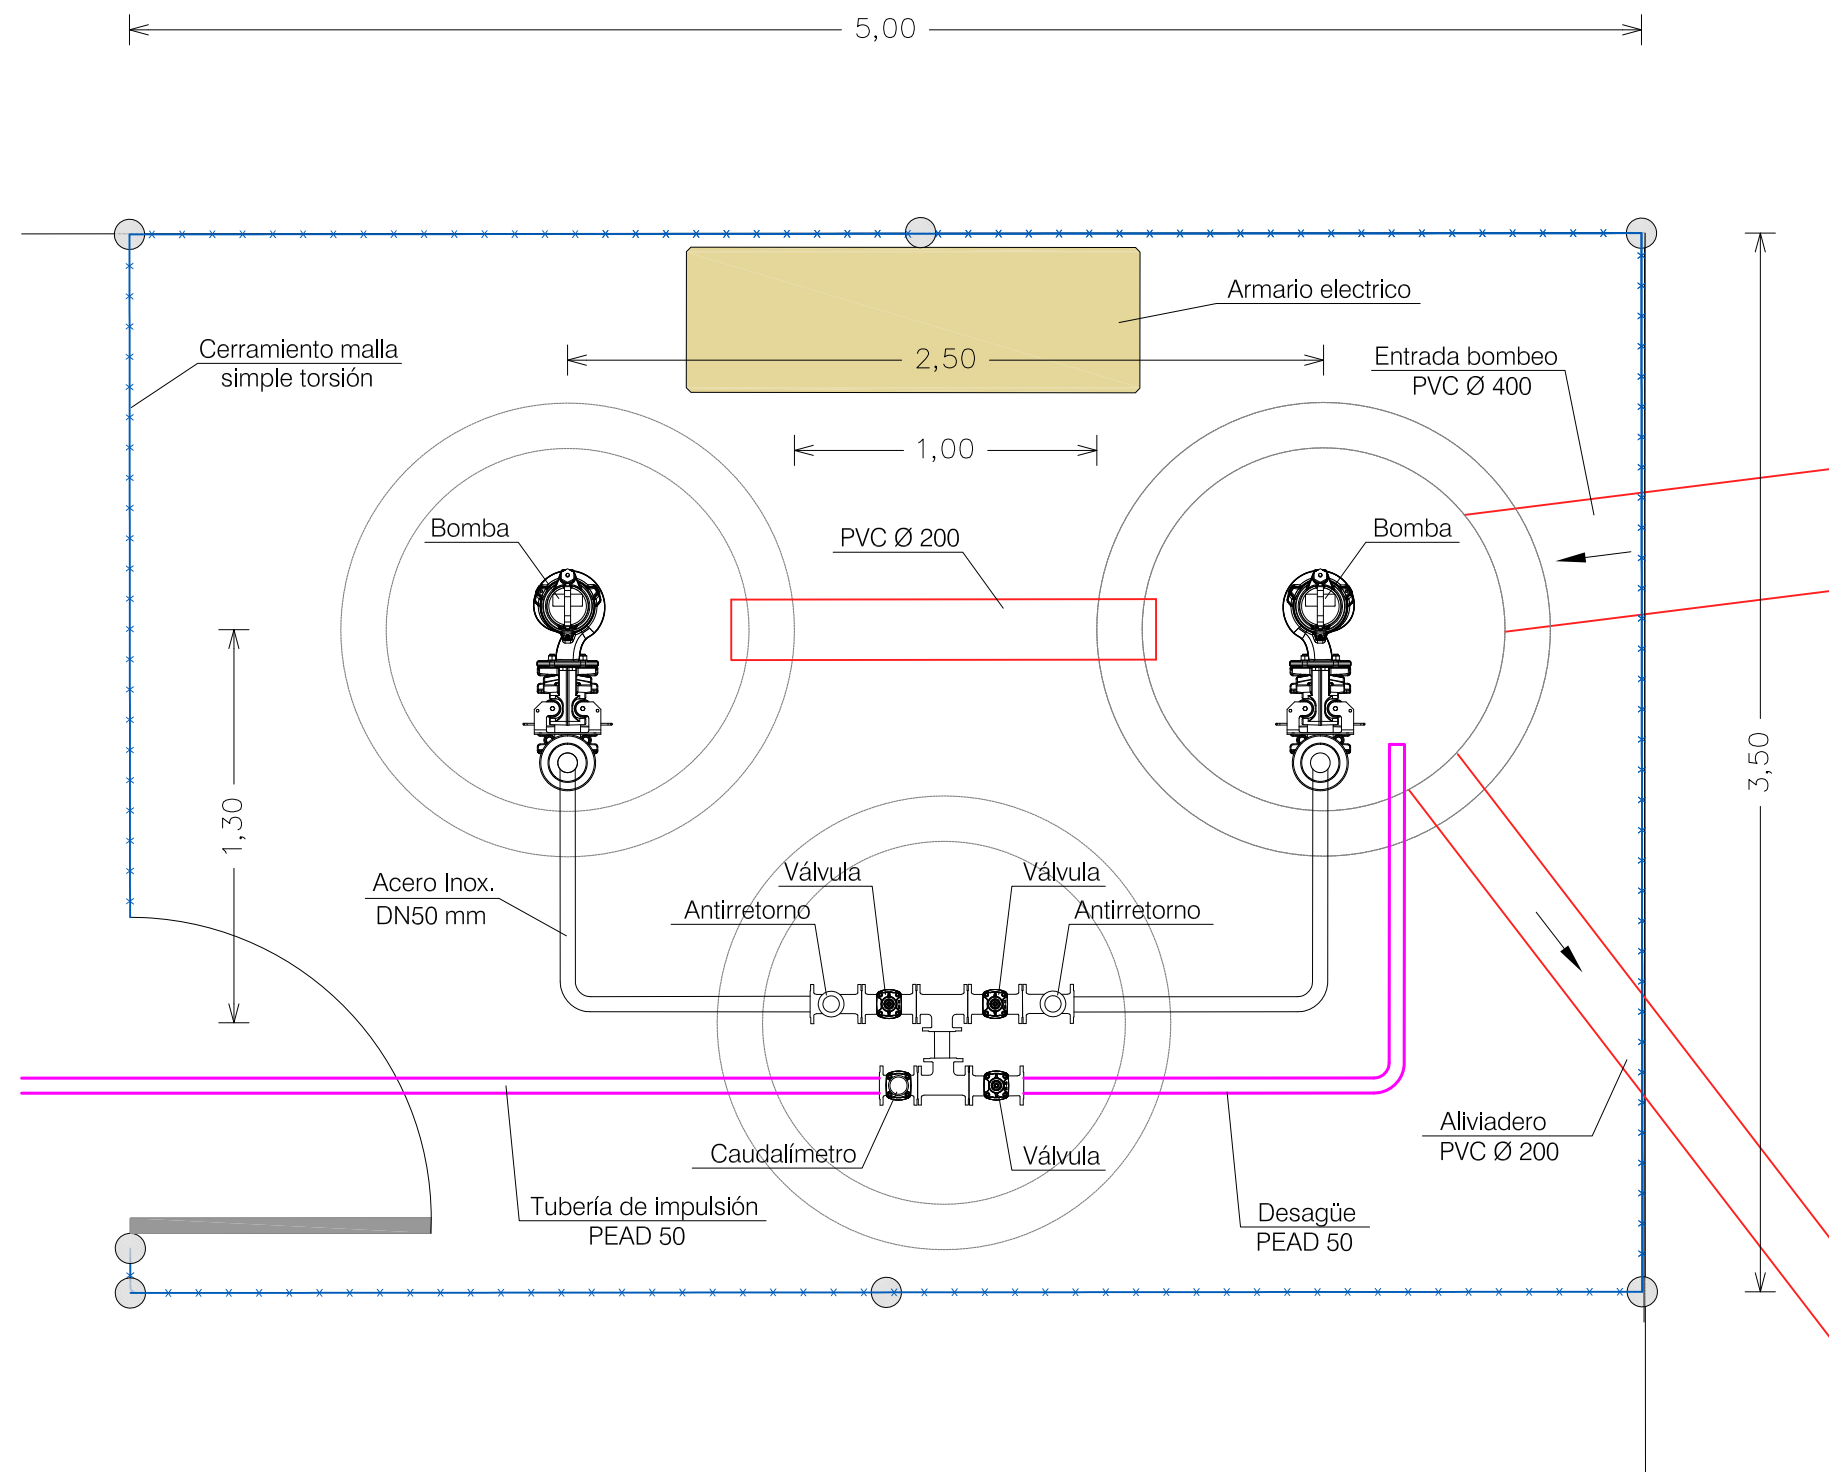 5,00
Armario electrico
Cerramiento malla
simple torsión
2,50
Entrada bombeo
PVC Ø 400
1,00
Bomba
PVC Ø 200
Bomba
3,50
1,30
Válvula
Válvula
Acero Inox.
DN50 mm
Antirretorno
Antirretorno
Aliviadero
PVC Ø 200
Caudalímetro
Válvula
Tubería de impulsión
PEAD 50
Desagüe
PEAD 50